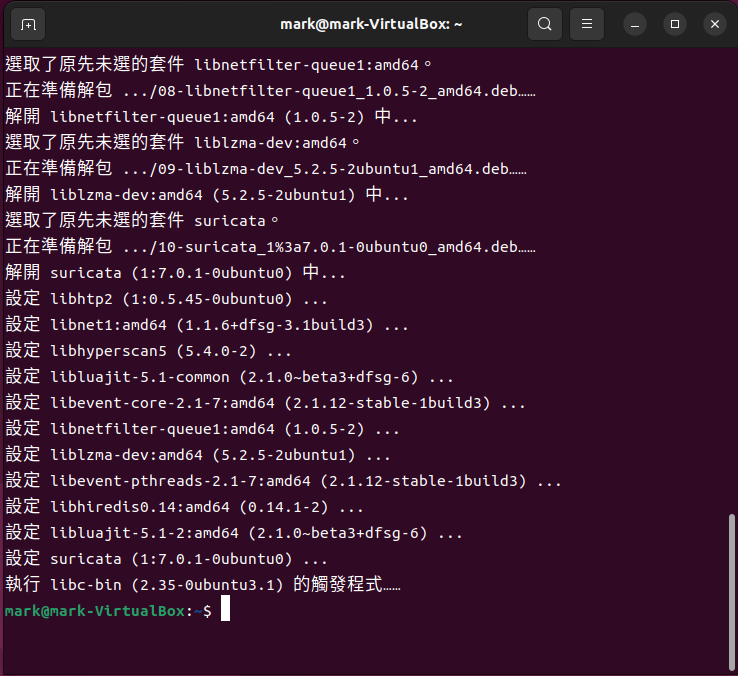 mark@mark-VirtualBox: ~
選取了原先未選的套件 libnetfilter-queue1:amd64。
正在準備解包 .../08-libnetfilter-queue1_1.0.5-2_amd64.deb……
解開 libnetfilter-queue1:amd64 (1.0.5-2) 中...
選取了原先未選的套件 liblzma-dev:amd64。
正在準備解包 .../09-liblzma-dev_5.2.5-2ubuntu1_amd64.deb……
解開 liblzma-dev:amd64 (5.2.5-2ubuntu1) 中...
選取了原先未選的套件 suricata。
正在準備解包 .../10-suricata_1%3a7.0.1-0ubuntu0_amd64.deb……
解開 suricata (1:7.0.1-0ubuntu0) 中...
設定 libhtp2 (1:0.5.45-0ubuntu0) ...
設定 libnet1:amd64 (1.1.6+dfsg-3.1build3) ...
設定 libhyperscan5 (5.4.0-2) ...
設定 libluajit-5.1-common (2.1.0~beta3+dfsg-6) ...
設定 libevent-core-2.1-7:amd64 (2.1.12-stable-1build3) ...
設定 libnetfilter-queue1:amd64 (1.0.5-2) ...
設定 liblzma-dev:amd64 (5.2.5-2ubuntu1) ...
設定 libevent-pthreads-2.1-7:amd64 (2.1.12-stable-1build3) ...
設定 libhiredis0.14:amd64 (0.14.1-2) ...
設定 libluajit-5.1-2:amd64 (2.1.0~beta3+dfsg-6) ...
設定 suricata (1:7.0.1-0ubuntu0) ...
執行 libc-bin (2.35-0ubuntu3.1) 的觸發程式……
mark@mark-VirtualBox:~$